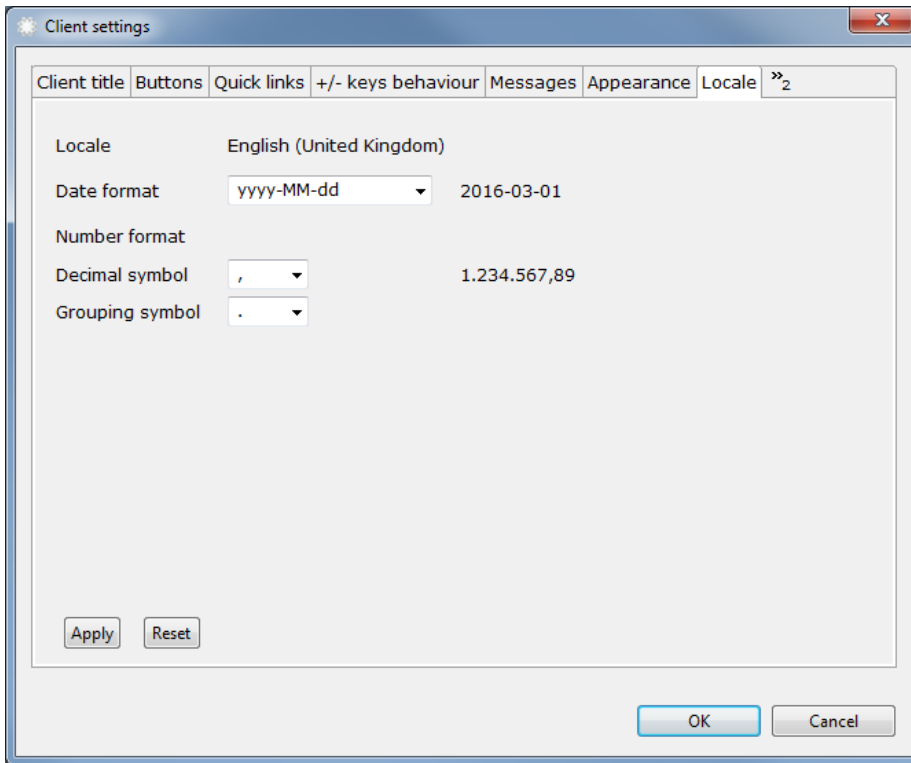 Client settings
Client title Buttons Quick links +/- keys behaviour Messages Appearance Locale »2
Locale English (United Kingdom)
Date format yyyy-MM-dd 2016-03-01
Number format
Decimal symbol , 1.234.567,89
Grouping symbol .
Apply Reset
OK Cancel